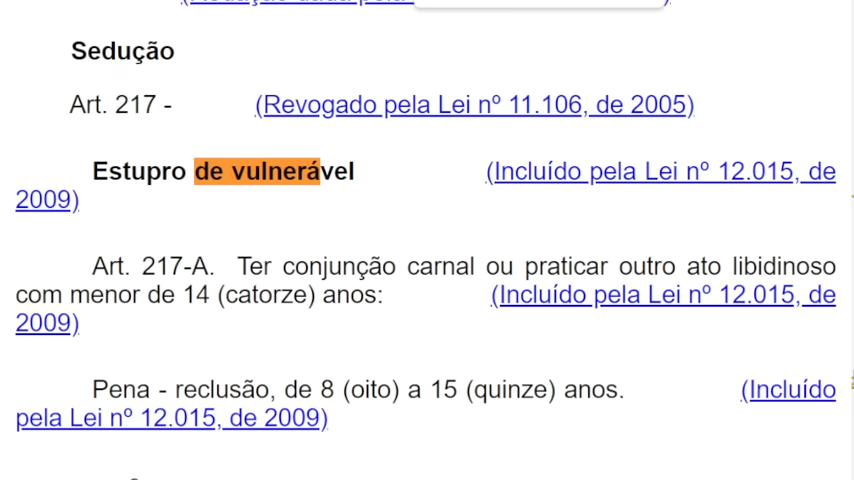 Sedução
Art. 217 - (Revogado pela Lei nº 11.106, de 2005)
Estupro de vulnerável (Incluído pela Lei nº 12.015, de
2009)
Art. 217-A. Ter conjunção carnal ou praticar outro ato libidinoso
com menor de 14 (catorze) anos: (Incluído pela Lei nº 12.015, de
2009)
Pena - reclusão, de 8 (oito) a 15 (quinze) anos. (Incluído
pela Lei nº 12.015, de 2009)